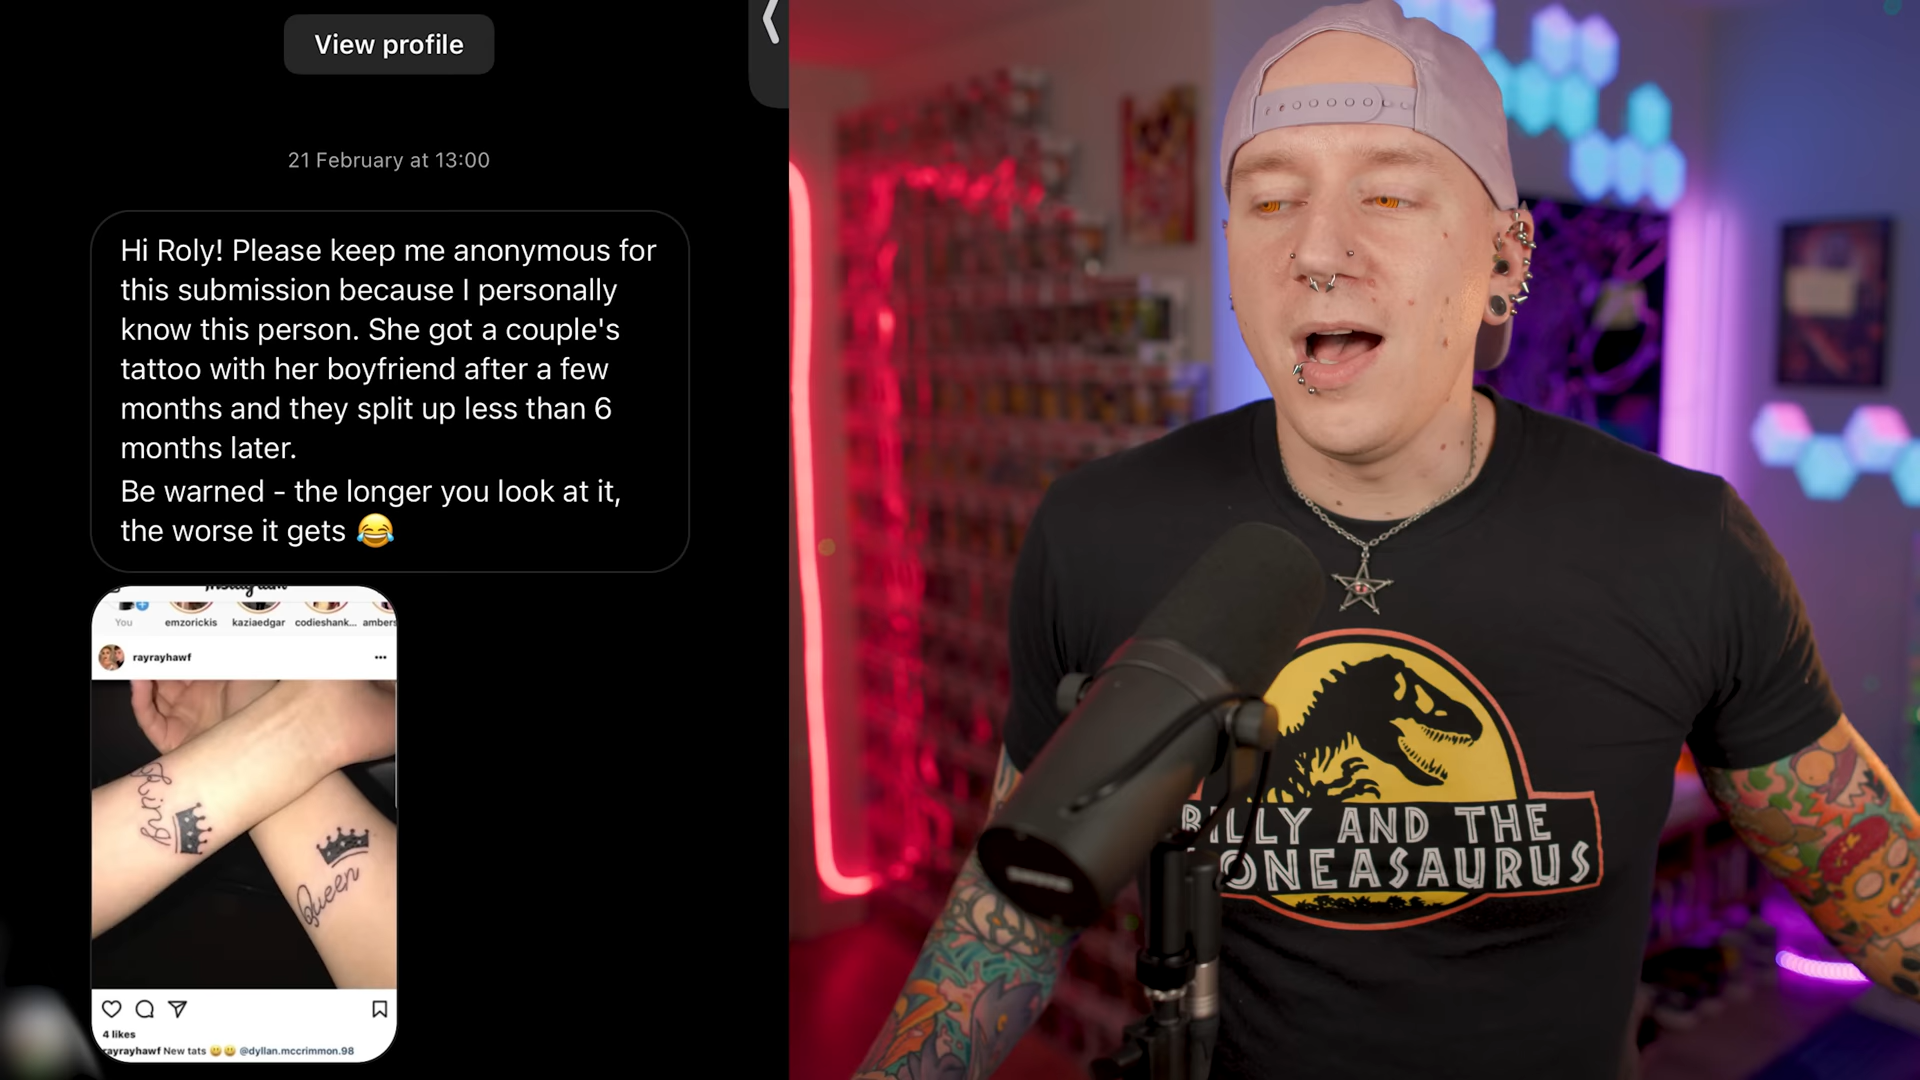 View profile
21 February at 13:00
Hi Roly! Please keep me anonymous for
this submission because I personally
know this person. She got a couple's
tattoo with her boyfriend after a few
months and they split up less than 6
months later.
Be warned - the longer you look at it,
the worse it gets 😂
Instagram
You
emzorickis
kaziaedgar
codieshank...
ambers
rayrayhawf
King
Queen
4 likes
rayrayhawf New tats 😀😀 @dyllan.mccrimmon.98
BILLY AND THE
ONEASAURUS